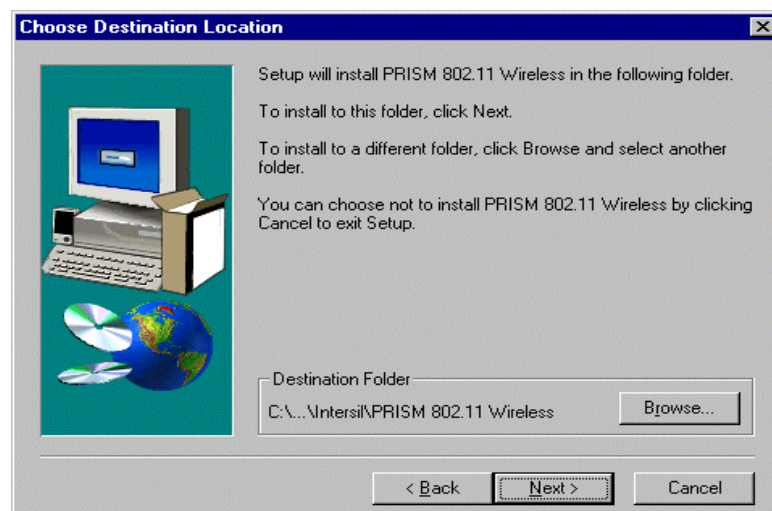 Choose Destination Location
Setup will install PRISM 802.11 Wireless in the following folder.
To install to this folder, click Next.
To install to a different folder, click Browse and select another
folder.
You can choose not to install PRISM 802.11 Wireless by clicking
Cancel to exit Setup.
Destination Folder
C:\...\Intersil\PRISM 802.11 Wireless
Browse...
< Back
Next >
Cancel